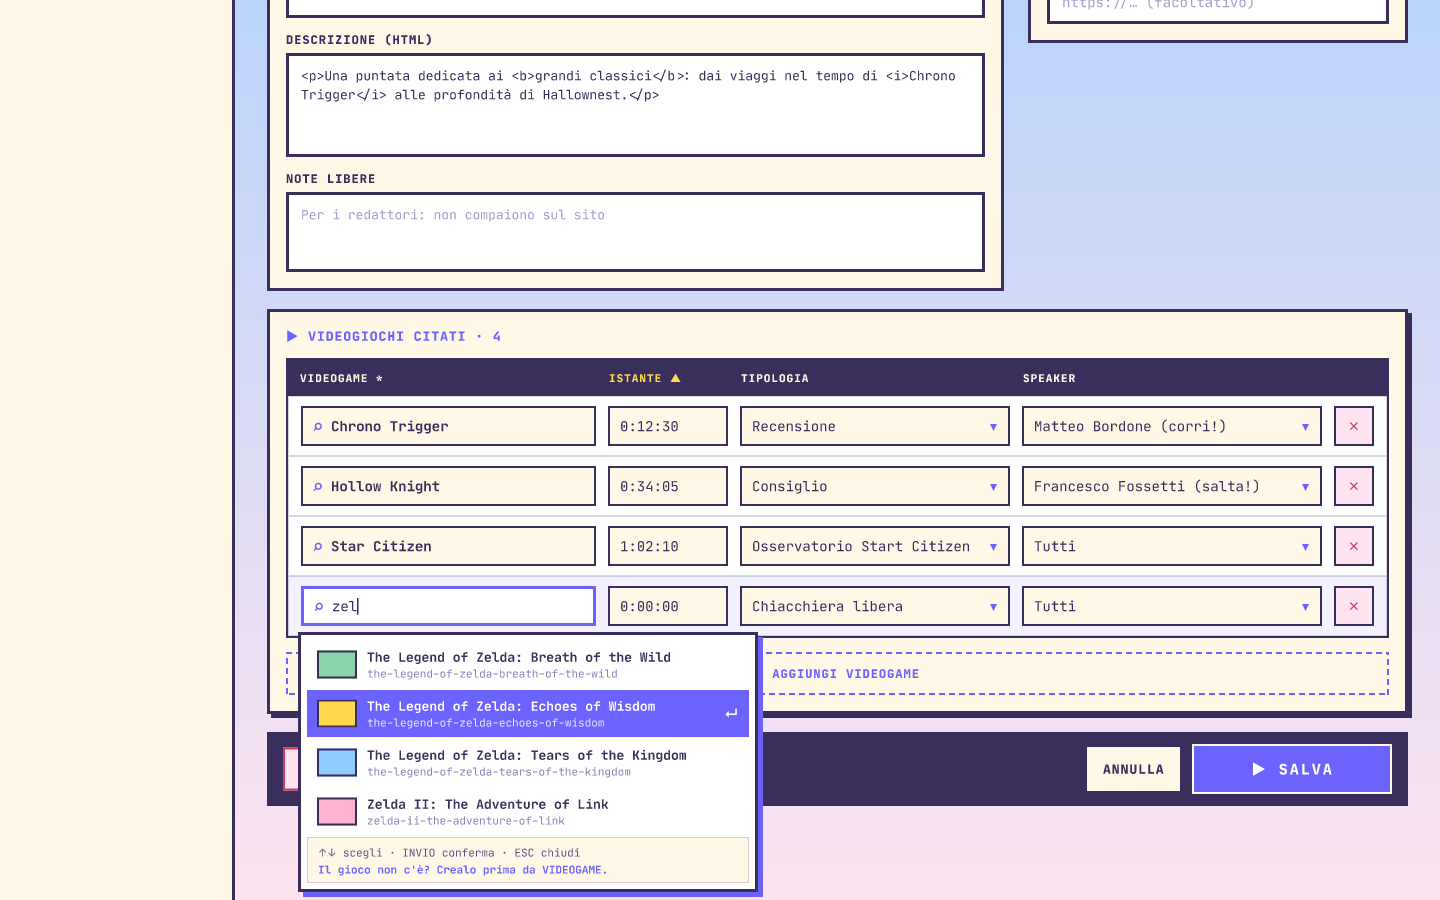 https://… (facoltativo)
DESCRIZIONE (HTML)
<p>Una puntata dedicata ai <b>grandi classici</b>: dai viaggi nel tempo di <i>Chrono
Trigger</i> alle profondità di Hallownest.</p>
NOTE LIBERE
Per i redattori: non compaiono sul sito
▶ VIDEOGIOCHI CITATI · 4
VIDEOGAME * ISTANTE ▲ TIPOLOGIA SPEAKER
Chrono Trigger 0:12:30 Recensione ▼ Matteo Bordone (corri!) ▼ ×
Hollow Knight 0:34:05 Consiglio ▼ Francesco Fossetti (salta!) ▼ ×
Star Citizen 1:02:10 Osservatorio Start Citizen ▼ Tutti ▼ ×
zel 0:00:00 Chiacchiera libera ▼ Tutti ▼ ×
The Legend of Zelda: Breath of the Wild
the-legend-of-zelda-breath-of-the-wild
AGGIUNGI VIDEOGAME
The Legend of Zelda: Echoes of Wisdom ↵
the-legend-of-zelda-echoes-of-wisdom
The Legend of Zelda: Tears of the Kingdom
the-legend-of-zelda-tears-of-the-kingdom
ANNULLA ▶ SALVA
Zelda II: The Adventure of Link
zelda-ii-the-adventure-of-link
↑↓ scegli · INVIO conferma · ESC chiudi
Il gioco non c'è? Crealo prima da VIDEOGAME.